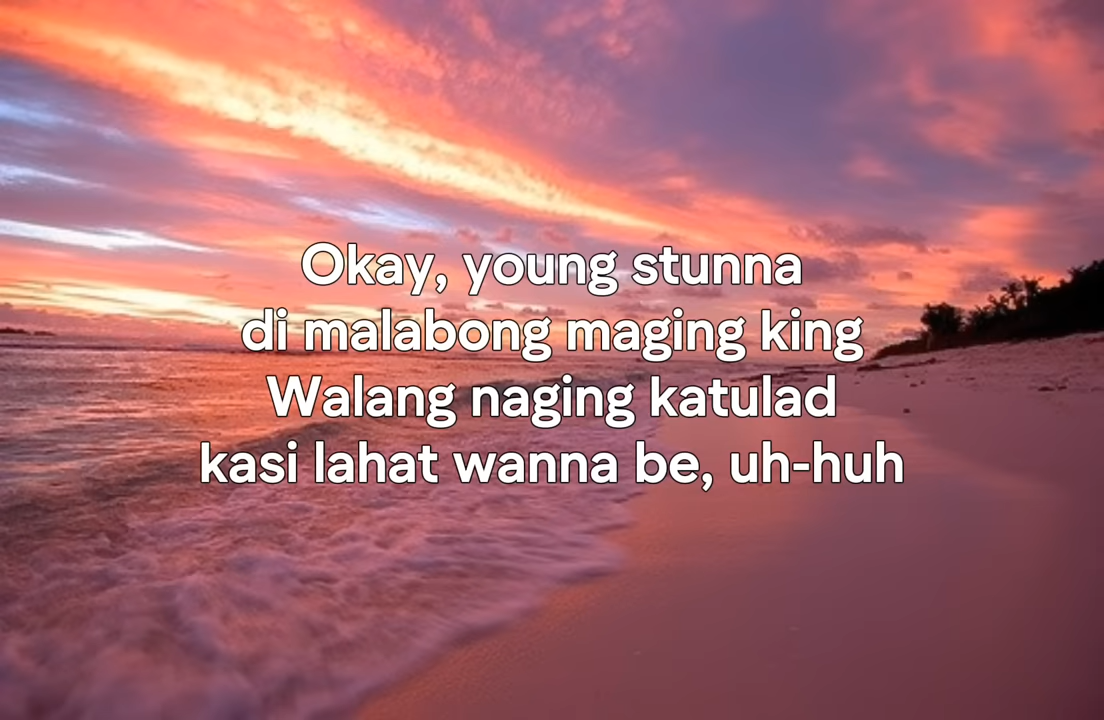 Okay, young stunna
di malabong maging king
Walang naging katulad
kasi lahat wanna be, uh-huh